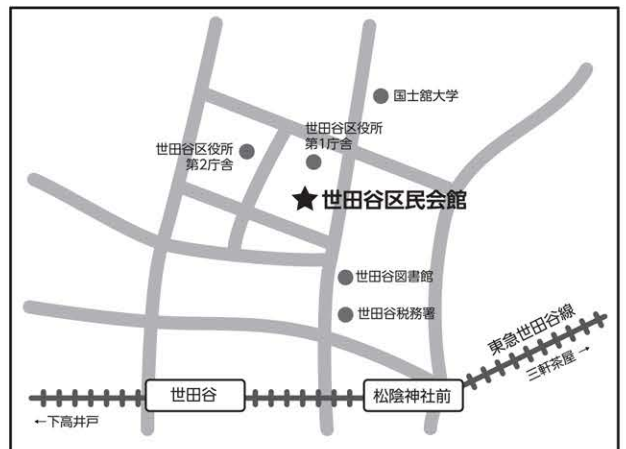 国士舘大学
世田谷区役所
第1庁舎
世田谷区役所
第2庁舎
世田谷区民会館
世田谷図書館
世田谷税務署
東急世田谷線
三軒茶屋→
世田谷
松陰神社前
←下高井戸